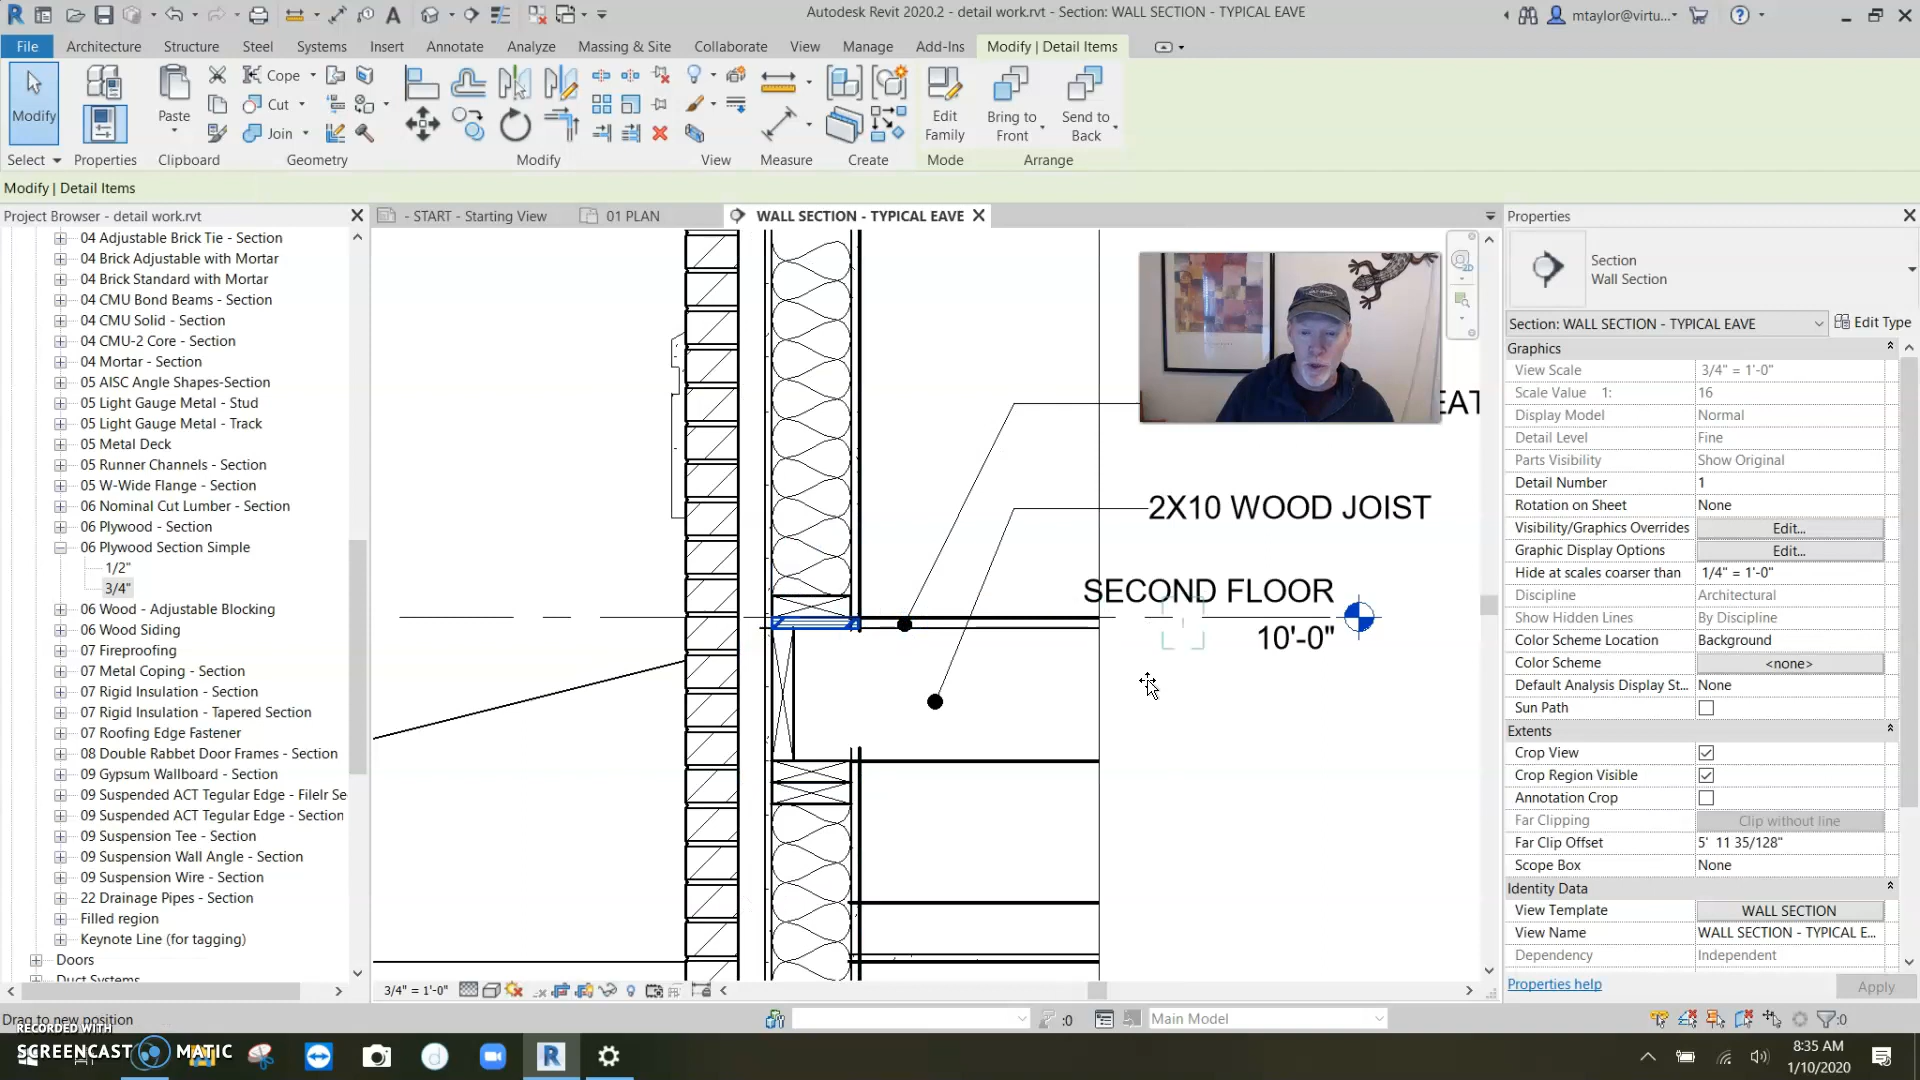 Autodesk Revit 2020.2 - detail work.rvt - Section: WALL SECTION - TYPICAL EAVE
mtaylor@virtu...
File
Architecture
Structure
Steel
Systems
Insert
Annotate
Analyze
Massing & Site
Collaborate
View
Manage
Add-Ins
Modify | Detail Items
Modify
Paste
Cope
Cut
Join
Edit Family
Bring to Front
Send to Back
Select
Properties
Clipboard
Geometry
Modify
View
Measure
Create
Mode
Arrange
Modify | Detail Items
Project Browser - detail work.rvt
04 Adjustable Brick Tie - Section
04 Brick Adjustable with Mortar
04 Brick Standard with Mortar
04 CMU Bond Beams - Section
04 CMU Solid - Section
04 CMU-2 Core - Section
04 Mortar - Section
05 AISC Angle Shapes-Section
05 Light Gauge Metal - Stud
05 Light Gauge Metal - Track
05 Metal Deck
05 Runner Channels - Section
05 W-Wide Flange - Section
06 Nominal Cut Lumber - Section
06 Plywood - Section
06 Plywood Section Simple
1/2"
3/4"
06 Wood - Adjustable Blocking
06 Wood Siding
07 Fireproofing
07 Metal Coping - Section
07 Rigid Insulation - Section
07 Rigid Insulation - Tapered Section
07 Roofing Edge Fastener
08 Double Rabbet Door Frames - Section
09 Gypsum Wallboard - Section
09 Suspended ACT Tegular Edge - Filelr Se
09 Suspended ACT Tegular Edge - Section
09 Suspension Tee - Section
09 Suspension Wall Angle - Section
09 Suspension Wire - Section
22 Drainage Pipes - Section
Filled region
Keynote Line (for tagging)
Doors
Duct Systems
- START - Starting View
01 PLAN
WALL SECTION - TYPICAL EAVE
EAT
2X10 WOOD JOIST
SECOND FLOOR
10'-0"
3/4" = 1'-0"
Properties
Section
Wall Section
Section: WALL SECTION - TYPICAL EAVE
Edit Type
Graphics
View Scale 3/4" = 1'-0"
Scale Value 1: 16
Display Model Normal
Detail Level Fine
Parts Visibility Show Original
Detail Number 1
Rotation on Sheet None
Visibility/Graphics Overrides Edit...
Graphic Display Options Edit...
Hide at scales coarser than 1/4" = 1'-0"
Discipline Architectural
Show Hidden Lines By Discipline
Color Scheme Location Background
Color Scheme <none>
Default Analysis Display St... None
Sun Path
Extents
Crop View
Crop Region Visible
Annotation Crop
Far Clipping Clip without line
Far Clip Offset 5' 11 35/128"
Scope Box None
Identity Data
View Template WALL SECTION
View Name WALL SECTION - TYPICAL E...
Dependency Independent
Properties help
Apply
Drag to new position
:0
Main Model
:0
RECORDED WITH
SCREENCAST MATIC
8:35 AM
1/10/2020